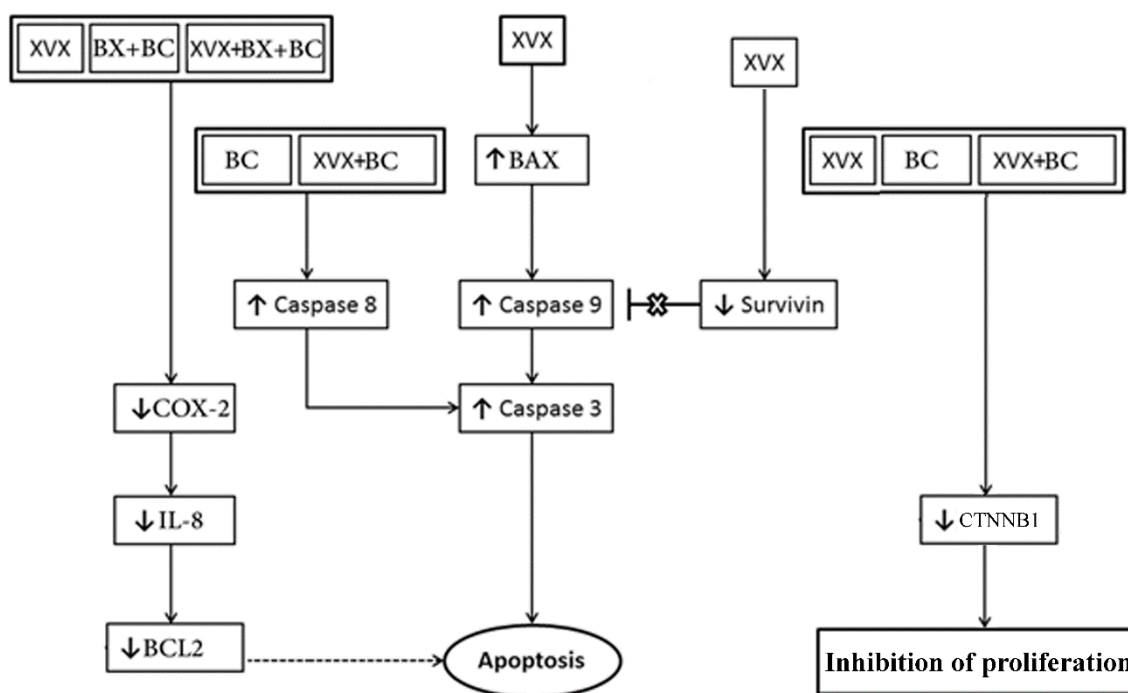 XVX BX+BC XVX+BX+BC
XVX
XVX
BC XVX+BC
↑ BAX
XVX BC XVX+BC
↑ Caspase 8
↑ Caspase 9
↓ Survivin
↓COX-2
↑ Caspase 3
↓IL-8
↓ CTNNB1
↓BCL2
Apoptosis
Inhibition of proliferation